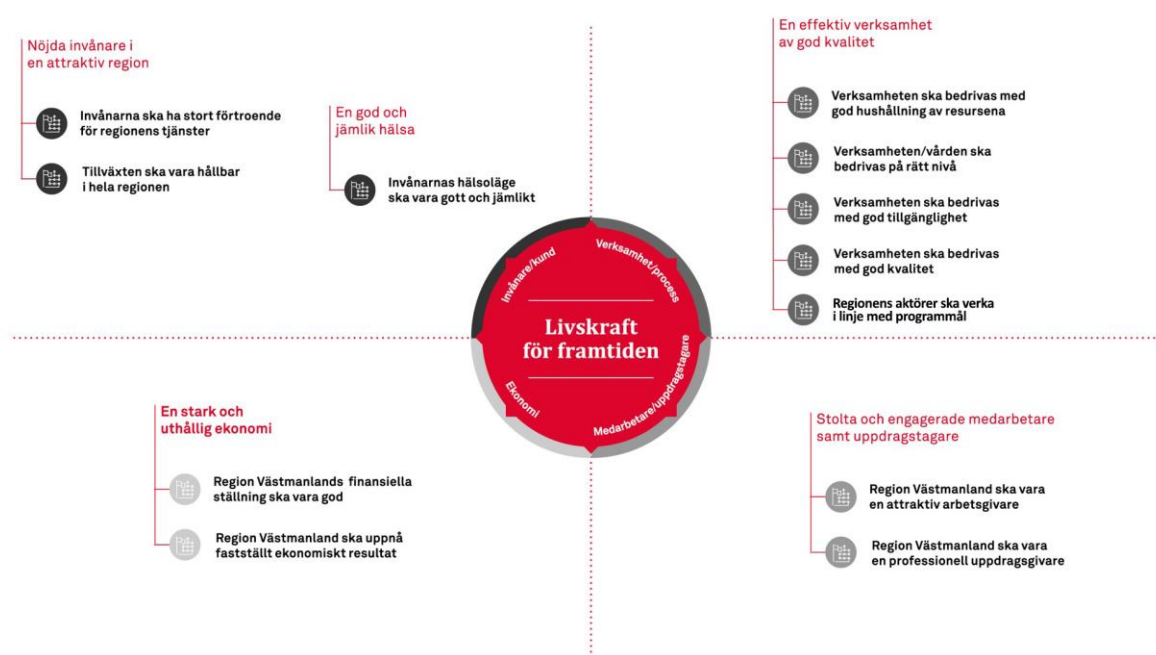 Nöjda invånare i
en attraktiv region
Invånarna ska ha stort förtroende
för regionens tjänster
Tillväxten ska vara hållbar
i hela regionen
En god och
jämlik hälsa
Invånarnas hälsoläge
ska vara gott och jämlikt
En effektiv verksamhet
av god kvalitet
Verksamheten ska bedrivas med
god hushållning av resursena
Verksamheten/vården ska
bedrivas på rätt nivå
Verksamheten ska bedrivas
med god tillgänglighet
Verksamheten ska bedrivas
med god kvalitet
Regionens aktörer ska verka
i linje med programmål
Invånare/kund
Verksamhet/process
Livskraft
för framtiden
Ekonomi
Medarbetare/uppdragstagare
En stark och
uthållig ekonomi
Region Västmanlands finansiella
ställning ska vara god
Region Västmanland ska uppnå
fastställt ekonomiskt resultat
Stolta och engagerade medarbetare
samt uppdragstagare
Region Västmanland ska vara
en attraktiv arbetsgivare
Region Västmanland ska vara
en professionell uppdragsgivare